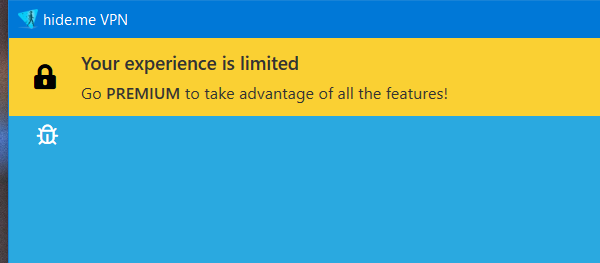 hide.me VPN
Your experience is limited
Go PREMIUM to take advantage of all the features!